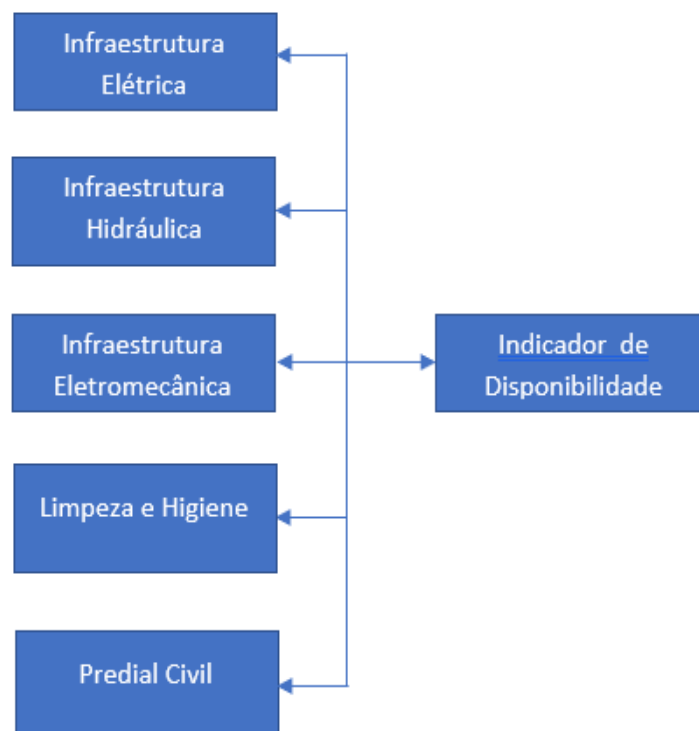 Infraestrutura
Elétrica
Infraestrutura
Hidráulica
Infraestrutura
Eletromecânica
Indicador de
Disponibilidade
Limpeza e Higiene
Predial Civil